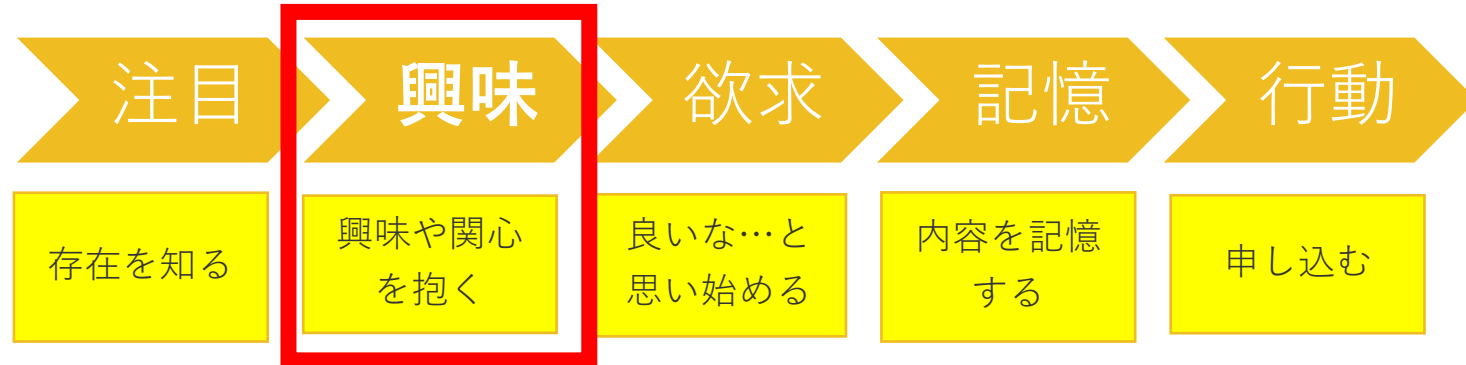 注目
興味
欲求
記憶
行動
存在を知る
興味や関心
を抱く
良いな…と
思い始める
内容を記憶
する
申し込む